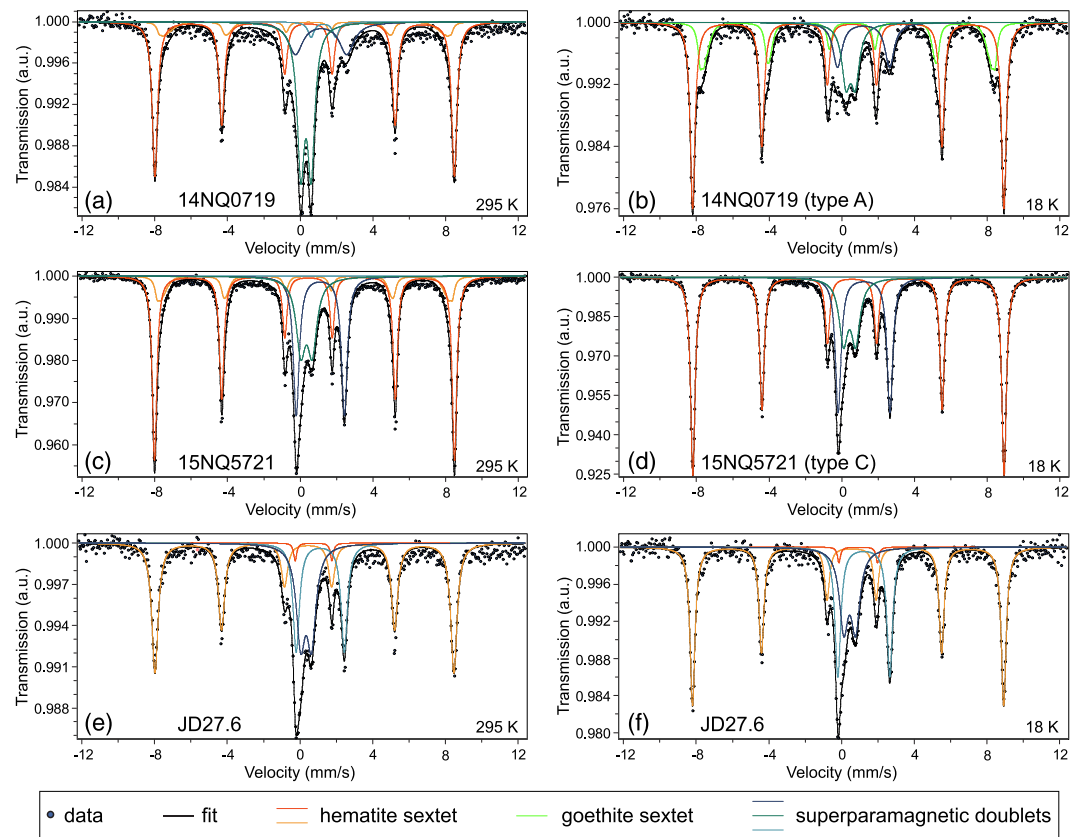 1.000
0.996
0.992
0.988
0.984
Transmission (a.u.)
(a)
14NQ0719
295 K
-12 -8 -4 0 4 8 12
Velocity (mm/s)
1.000
0.992
0.984
0.976
Transmission (a.u.)
(b)
14NQ0719 (type A)
18 K
-12 -8 -4 0 4 8 12
Velocity (mm/s)
1.000
0.990
0.980
0.970
0.960
Transmission (a.u.)
(c)
15NQ5721
295 K
-12 -8 -4 0 4 8 12
Velocity (mm/s)
1.000
0.985
0.970
0.955
0.940
0.925
Transmission (a.u.)
(d)
15NQ5721 (type C)
18 K
-12 -8 -4 0 4 8 12
Velocity (mm/s)
1.000
0.997
0.994
0.991
0.988
Transmission (a.u.)
(e)
JD27.6
295 K
-12 -8 -4 0 4 8 12
Velocity (mm/s)
1.000
0.996
0.992
0.988
0.984
0.980
Transmission (a.u.)
(f)
JD27.6
18 K
-12 -8 -4 0 4 8 12
Velocity (mm/s)
data fit hematite sextet goethite sextet superparamagnetic doublets